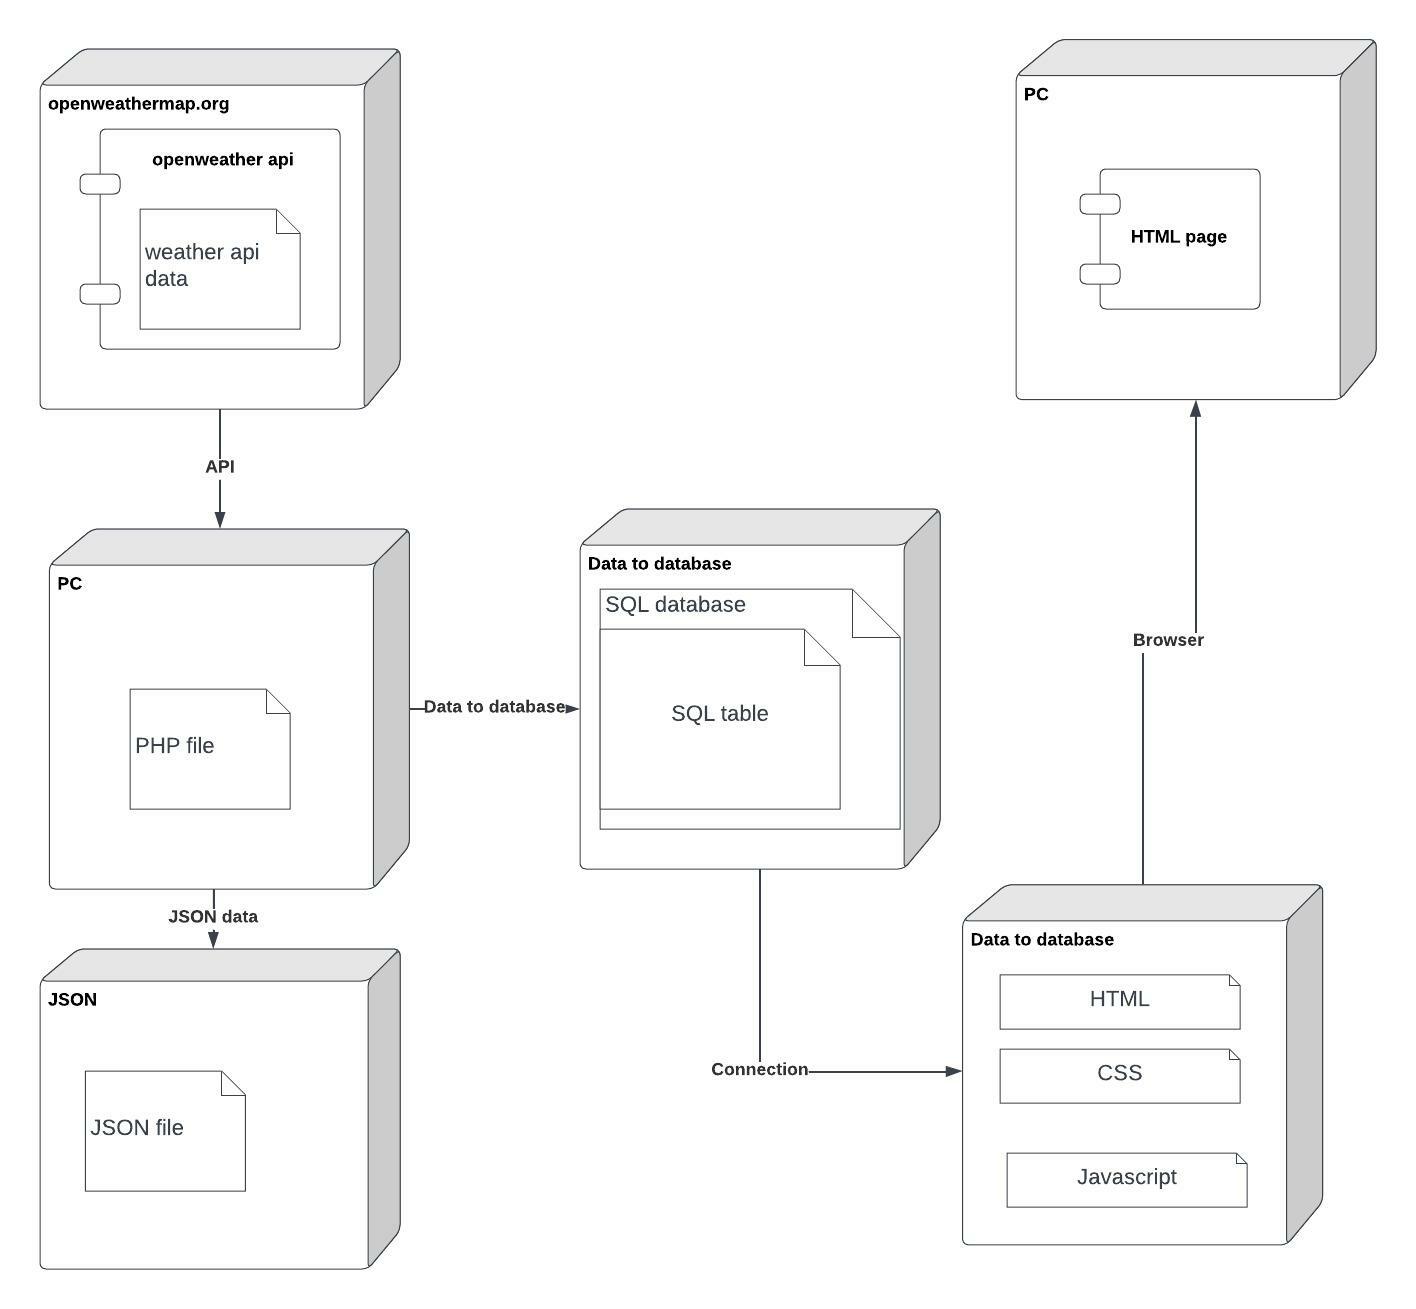 openweathermap.org
openweather api
weather api
data
API
PC
PHP file
JSON data
JSON
JSON file
Data to database
Data to database
SQL database
SQL table
Connection
Data to database
HTML
CSS
Javascript
Browser
PC
HTML page